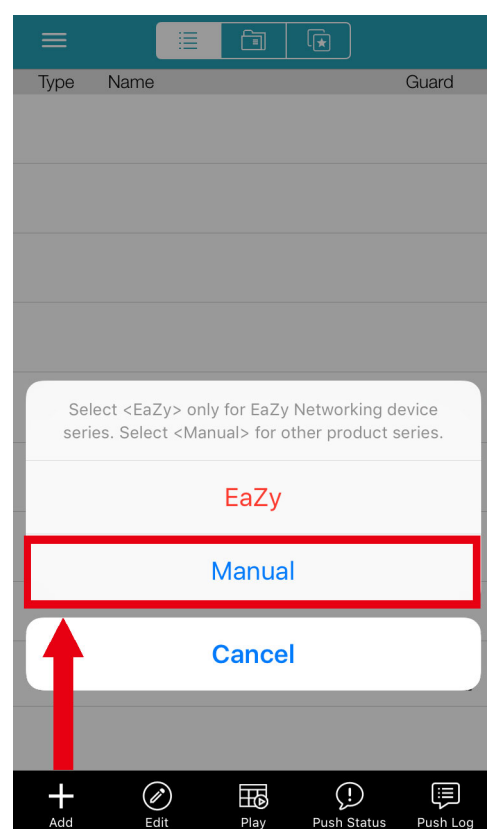 Type Name Guard
Select <EaZy> only for EaZy Networking device
series. Select <Manual> for other product series.
EaZy
Manual
Cancel
Add Edit Play Push Status Push Log